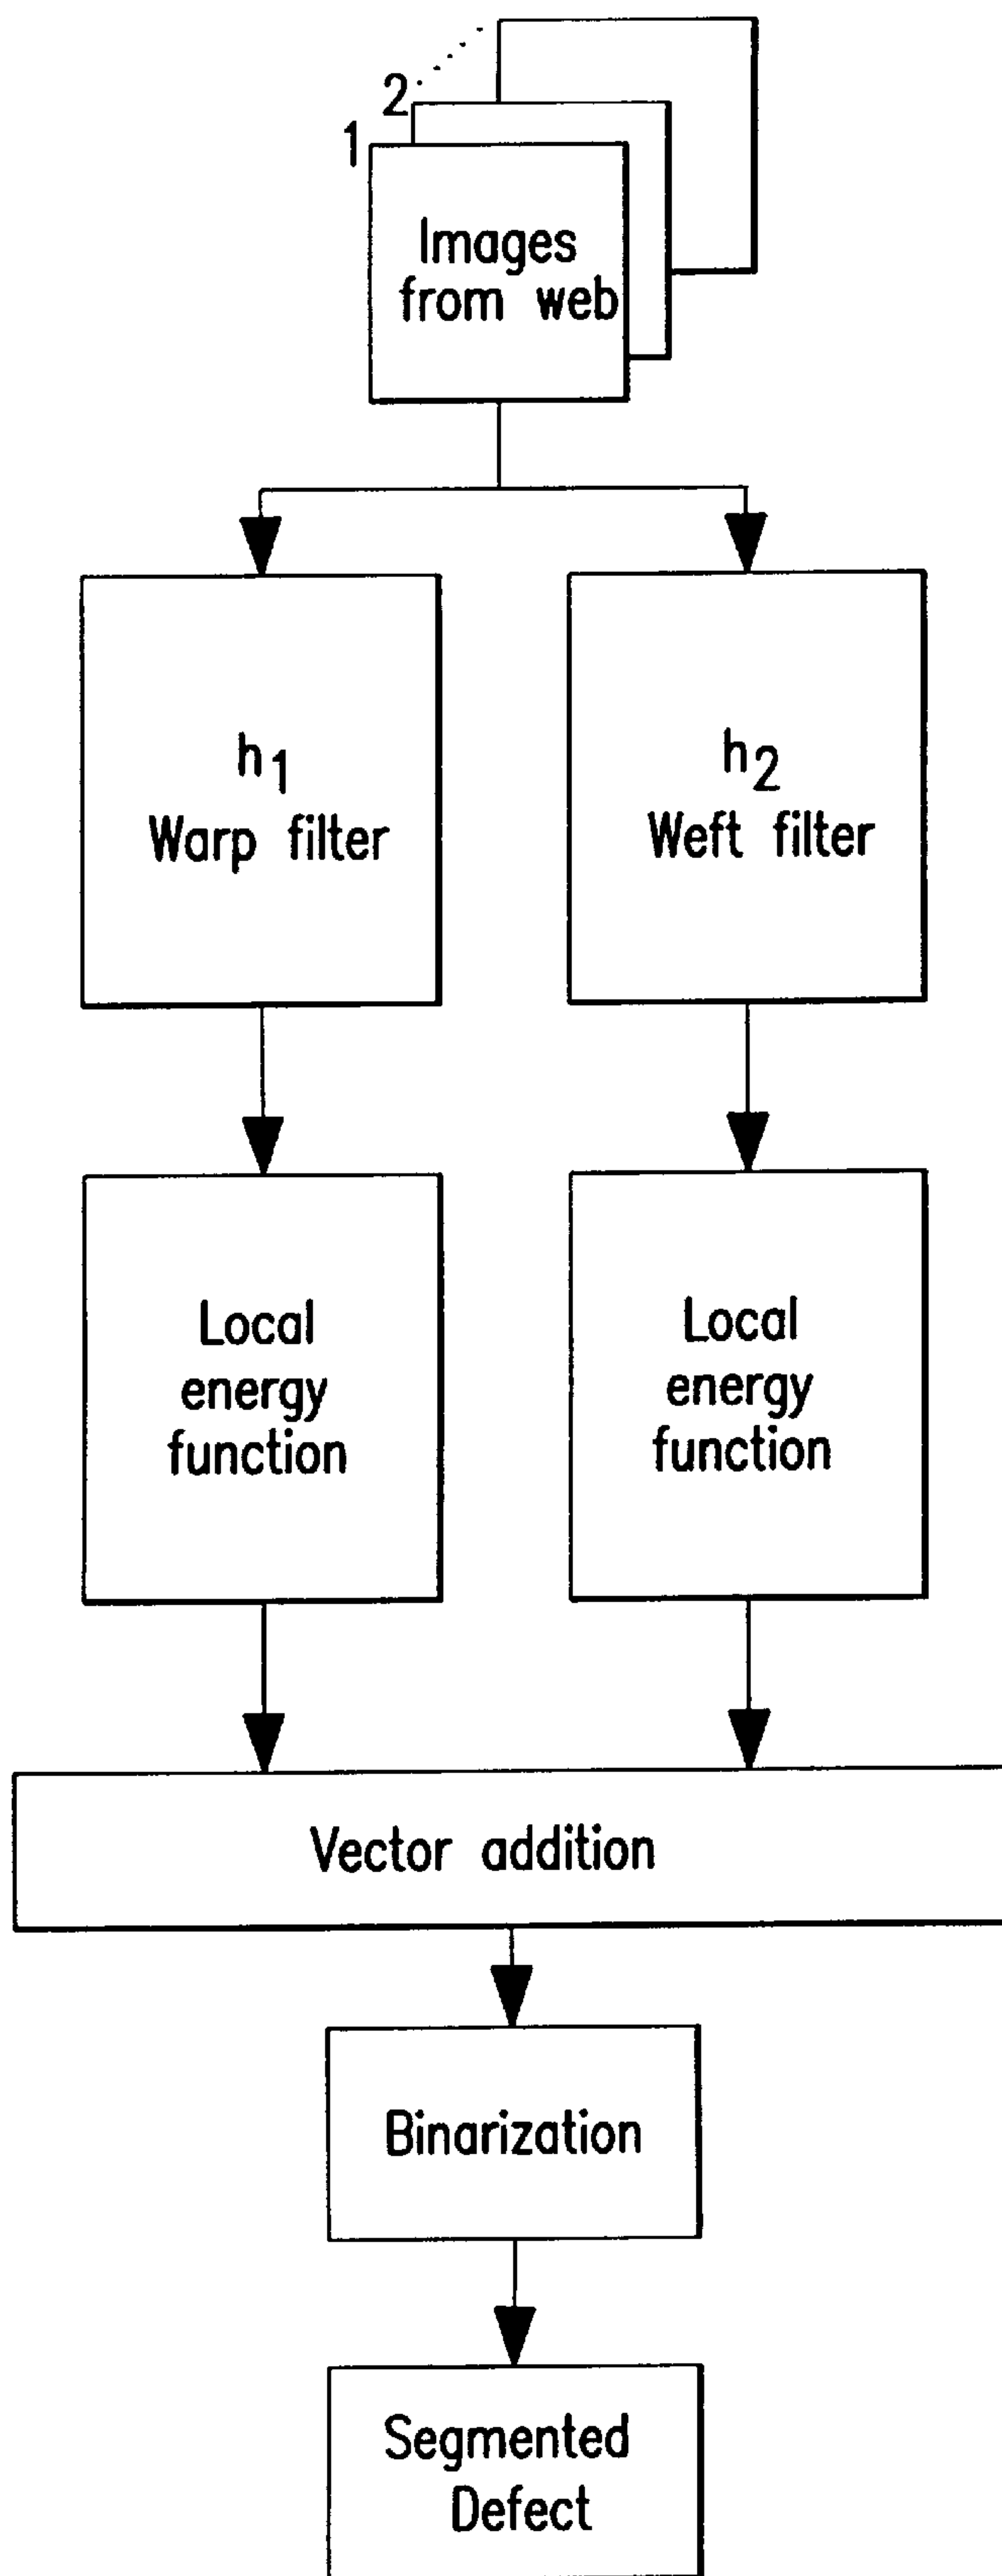 2
1
Images
from web
h1
Warp filter
h2
Weft filter
Local
energy
function
Local
energy
function
Vector addition
Binarization
Segmented
Defect